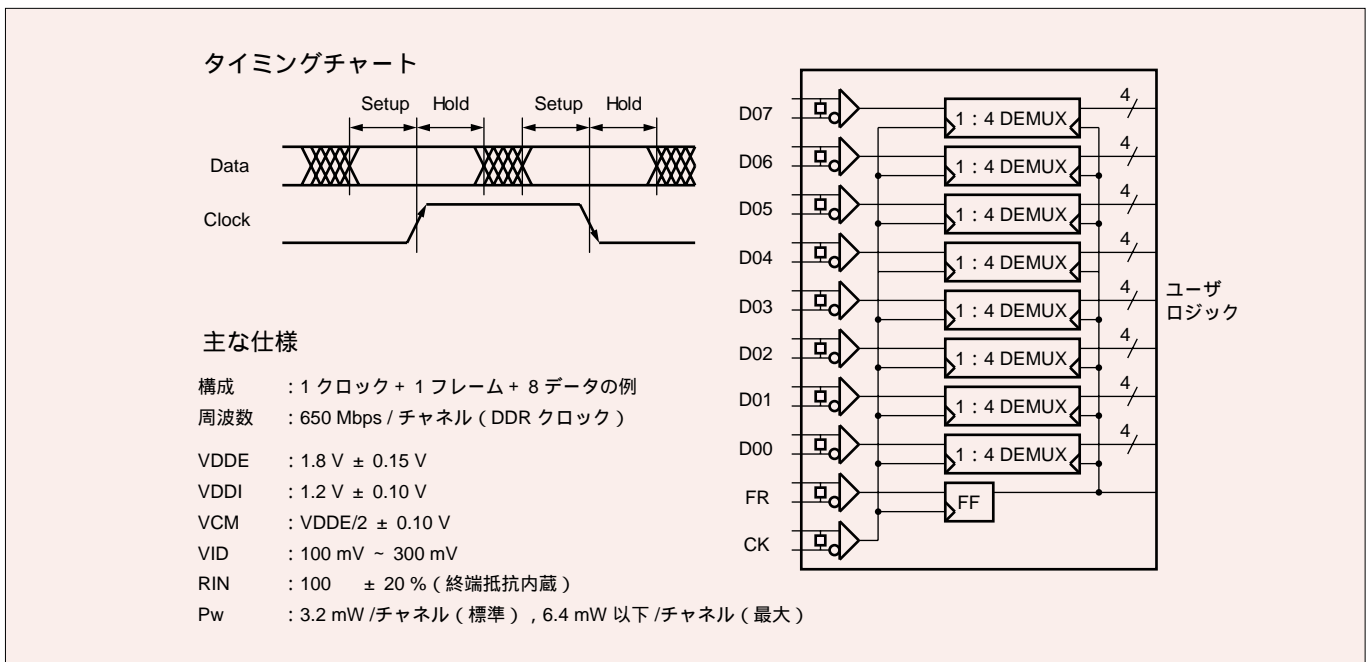 タイミングチャート
Setup Hold Setup Hold
Data
Clock
主な仕様
構成 : 1 クロック + 1 フレーム + 8 データの例
周波数 : 650 Mbps / チャネル ( DDR クロック )
VDDE : 1.8 V ± 0.15 V
VDDI : 1.2 V ± 0.10 V
VCM : VDDE/2 ± 0.10 V
VID : 100 mV ~ 300 mV
RIN : 100 ± 20 % ( 終端抵抗内蔵 )
Pw : 3.2 mW /チャネル ( 標準 ) , 6.4 mW 以下 /チャネル ( 最大 )
D07 1 : 4 DEMUX 4
D06 1 : 4 DEMUX 4
D05 1 : 4 DEMUX 4
D04 1 : 4 DEMUX 4
D03 1 : 4 DEMUX 4
D02 1 : 4 DEMUX 4
D01 1 : 4 DEMUX 4
D00 1 : 4 DEMUX 4
FR FF
CK
ユーザ
ロジック